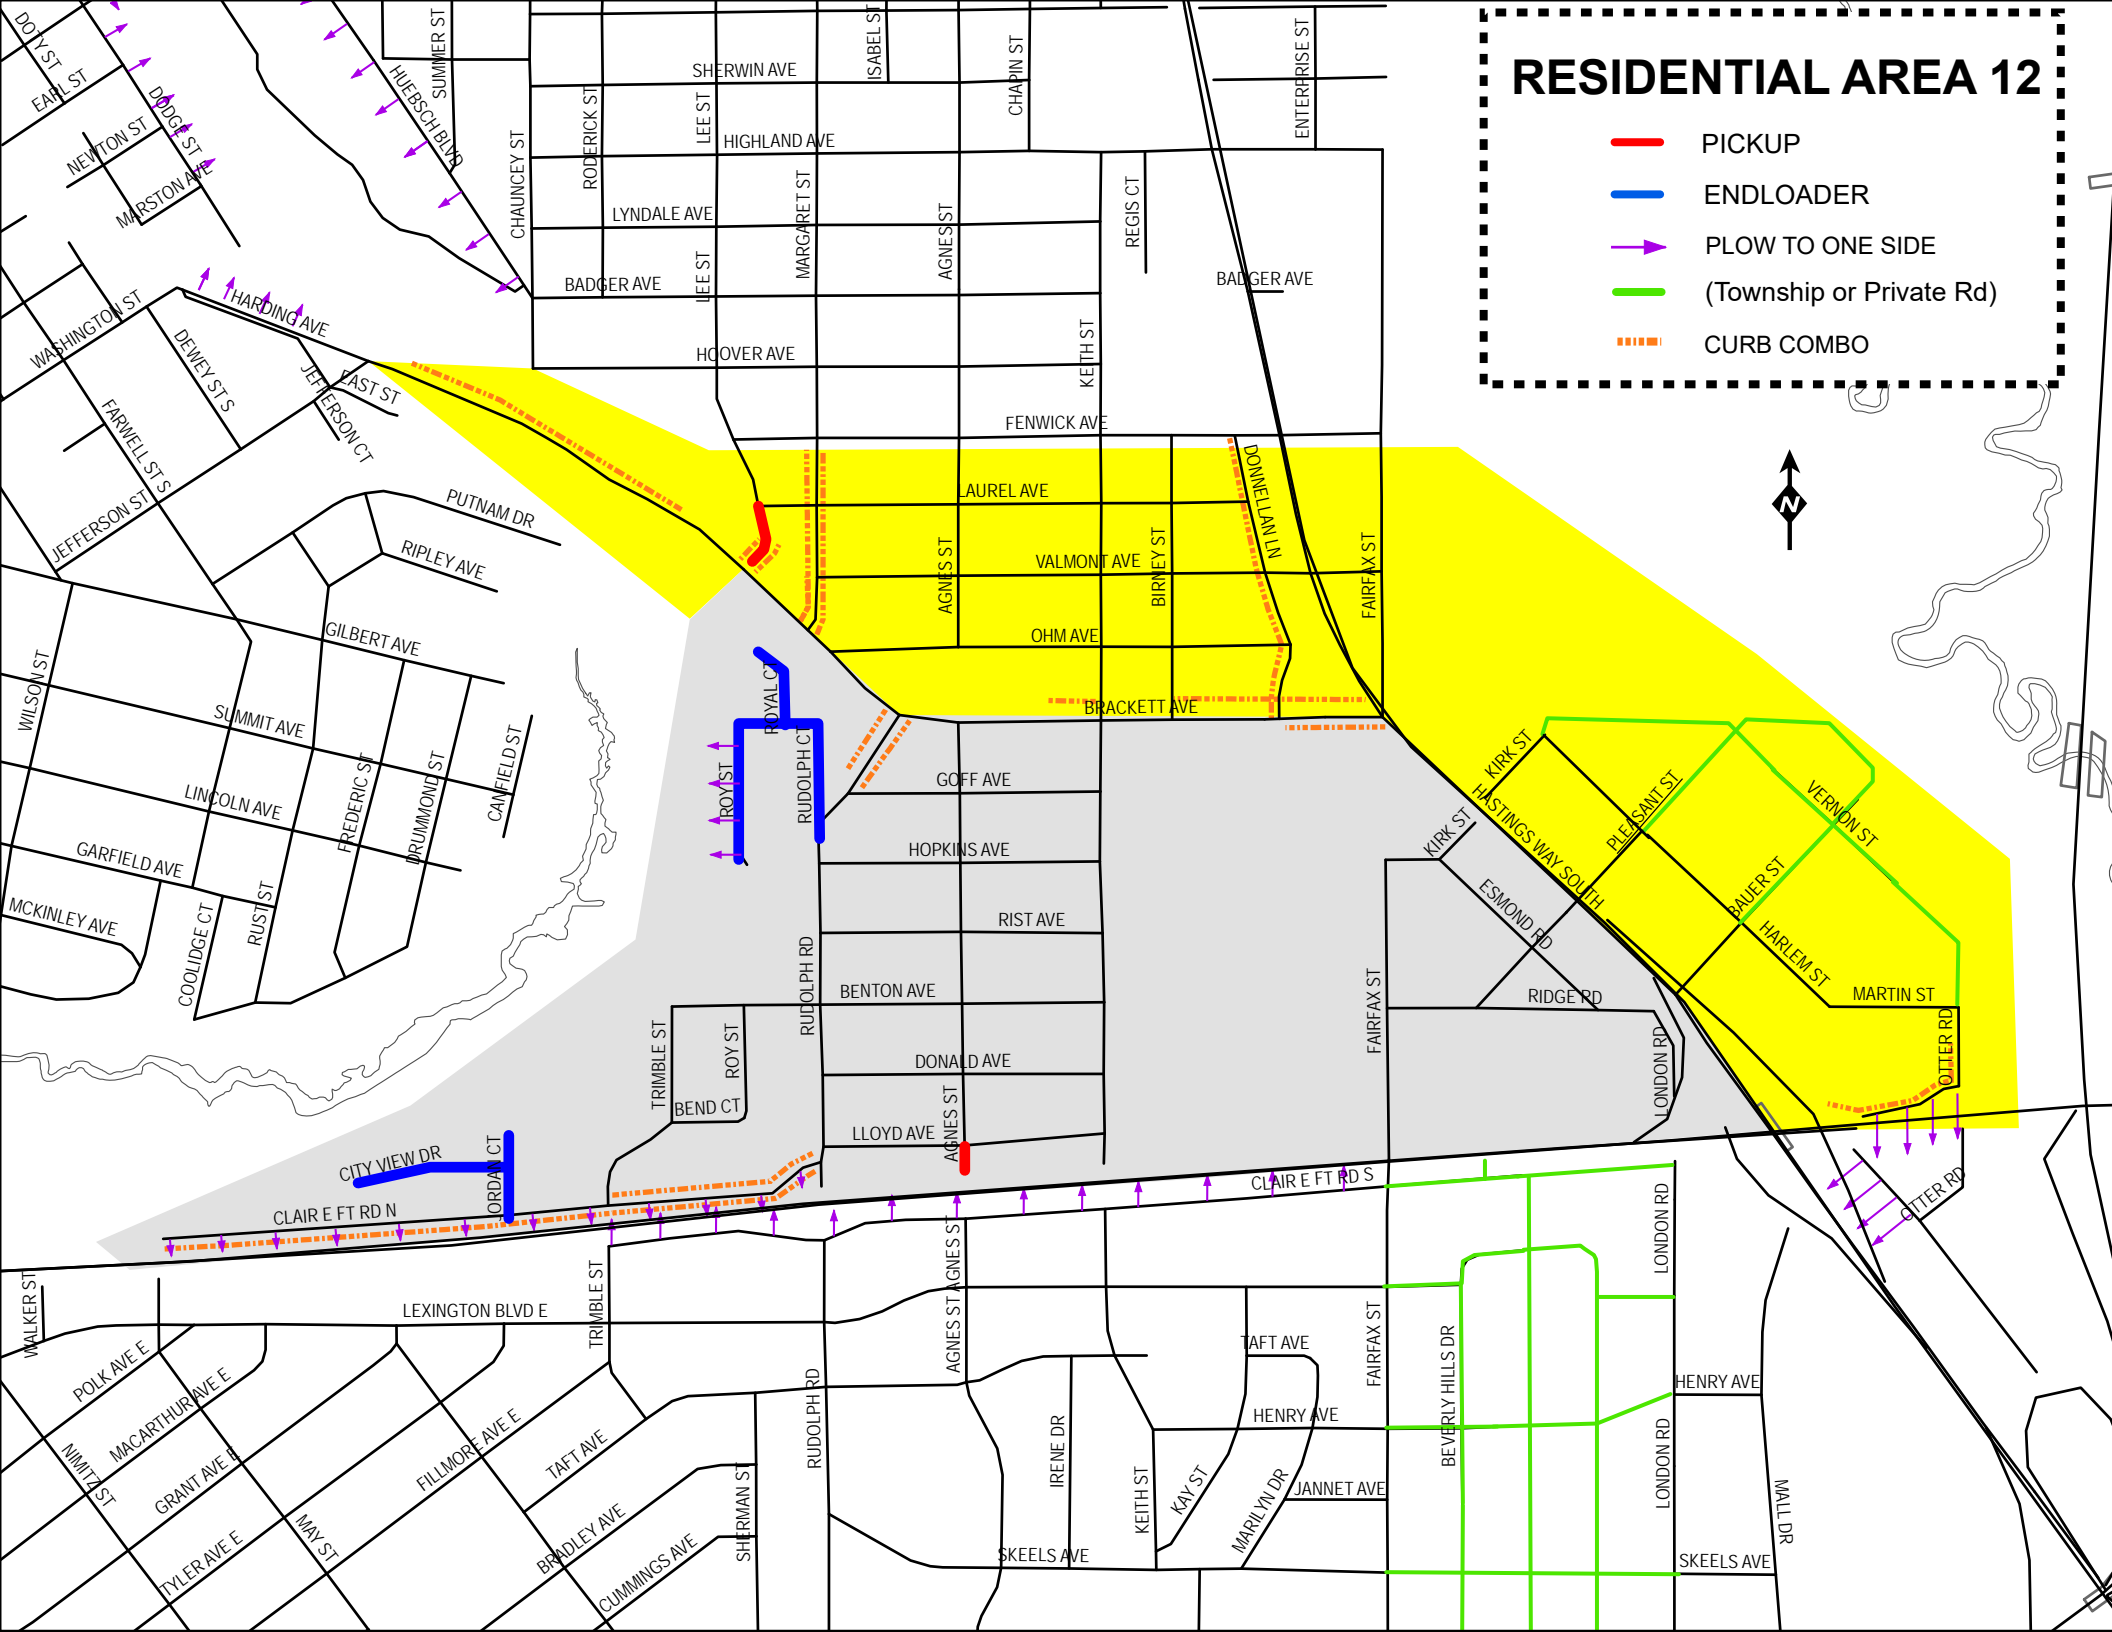 RESIDENTIAL AREA 12
PICKUP
ENDLOADER
PLOW TO ONE SIDE
(Township or Private Rd)
CURB COMBO
N
DOTY ST
EARL ST
DODGE ST
NEWTON ST
MARSTON AVE
HUEBSCH BLVD
SUMMER ST
CHAUNCEY ST
RODERICK ST
SHERWIN AVE
LEE ST
HIGHLAND AVE
ISABEL ST
CHAPIN ST
ENTERPRISE ST
LYNDALE AVE
MARGARET ST
AGNES ST
REGIS CT
BADGER AVE
LEE ST
BADGER AVE
HOOVER AVE
KEITH ST
FENWICK AVE
WASHINGTON ST
HARDING AVE
DEWEY ST S
JEFFERSON CT
EAST ST
FARWELL ST S
JEFFERSON ST
PUTNAM DR
RIPLEY AVE
LAUREL AVE
DONNELLAN LN
VALMONT AVE
AGNES ST
BIRNEY ST
FAIRFAX ST
OHM AVE
BRACKETT AVE
GILBERT AVE
WILSON ST
SUMMIT AVE
LINCOLN AVE
FREDERIC ST
DRUMMOND ST
CANFIELD ST
GARFIELD AVE
MCKINLEY AVE
COOLIDGE CT
RUST ST
ROYAL CT
ROY ST
RUDOLPH CT
GOFF AVE
HOPKINS AVE
RIST AVE
RUDOLPH RD
BENTON AVE
TRIMBLE ST
ROY ST
BEND CT
DONALD AVE
AGNES ST
LLOYD AVE
KIRK ST
HASTINGS WAY SOUTH
KIRK ST
PLEASANT ST
VERNON ST
ESMOND RD
BAUER ST
HARLEM ST
FAIRFAX ST
RIDGE RD
MARTIN ST
LONDON RD
OTTER RD
OTTER RD
CITY VIEW DR
JORDAN CT
CLAIR E FT RD N
CLAIR E FT RD S
WALKER ST
LEXINGTON BLVD E
TRIMBLE ST
AGNES ST
AGNES ST
FAIRFAX ST
BEVERLY HILLS DR
LONDON RD
TAFT AVE
HENRY AVE
HENRY AVE
POLK AVE E
MACARTHUR AVE E
NIMITZ ST
GRANT AVE E
FILLMORE AVE E
TAFT AVE
RUDOLPH RD
IRENE DR
KEITH ST
KAY ST
MARILYN DR
JANNET AVE
LONDON RD
MALL DR
TYLER AVE E
MAY ST
BRADLEY AVE
SHERMAN ST
CUMMINGS AVE
SKEELS AVE
SKEELS AVE